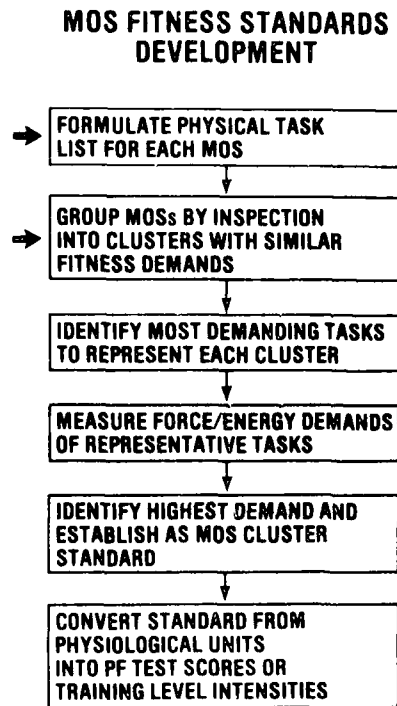 MOS FITNESS STANDARDS
DEVELOPMENT
FORMULATE PHYSICAL TASK
LIST FOR EACH MOS
GROUP MOSs BY INSPECTION
INTO CLUSTERS WITH SIMILAR
FITNESS DEMANDS
IDENTIFY MOST DEMANDING TASKS
TO REPRESENT EACH CLUSTER
MEASURE FORCE/ENERGY DEMANDS
OF REPRESENTATIVE TASKS
IDENTIFY HIGHEST DEMAND AND
ESTABLISH AS MOS CLUSTER
STANDARD
CONVERT STANDARD FROM
PHYSIOLOGICAL UNITS
INTO PF TEST SCORES OR
TRAINING LEVEL INTENSITIES